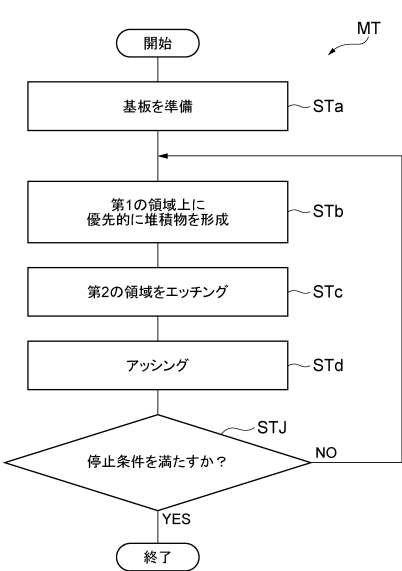 MT
開始
基板を準備
STa
第1の領域上に
優先的に堆積物を形成
STb
第2の領域をエッチング
STc
アッシング
STd
STJ
停止条件を満たすか？
NO
YES
終了